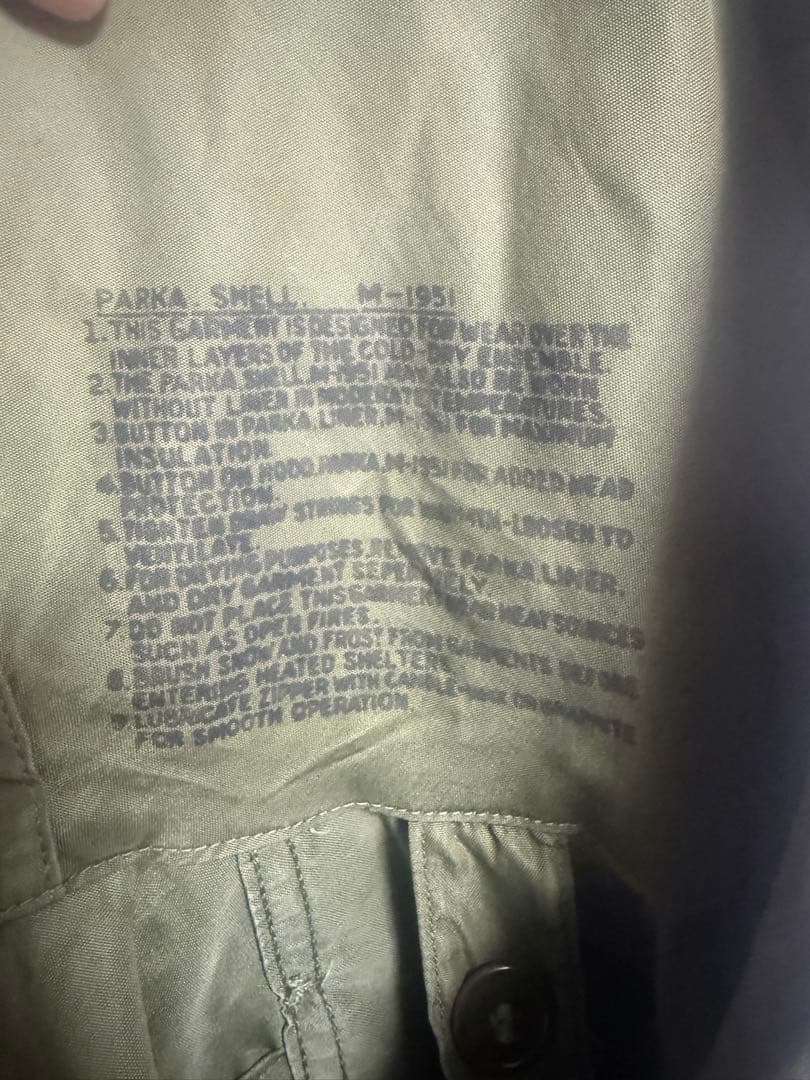 PARKA. SHELL. M-1951
1. THIS GARMENT IS DESIGNED FOR WEAR OVER THE
INNER LAYERS OF THE COLD-DRY ENSEMBLE.
2. THE PARKA SHELL, M-1951 MAY ALSO BE WORN
WITHOUT LINER IN MODERATE TEMPERATURES.
3. BUTTON IN PARKA, LINER, M-1951 FOR MAXIMUM
INSULATION.
4. BUTTON ON HOOD, PARKA, M-1951 FOR ADDED HEAD
PROTECTION.
5. TIGHTEN DRAW STRINGS FOR WARMTH-LOOSEN TO
VENTILATE.
6. FOR DRYING PURPOSES, REMOVE PARKA LINER,
AND DRY GARMENT SEPERATELY.
7 DO NOT PLACE THIS GARMENT NEAR HEAT SOURCES
SUCH AS OPEN FIRES.
8. BRUSH SNOW AND FROST FROM GARMENTS BEFORE
ENTERING HEATED SHELTERS
9. LUBRICATE ZIPPER WITH CANDLE-WAX OR GRAPHITE
FOR SMOOTH OPERATION.